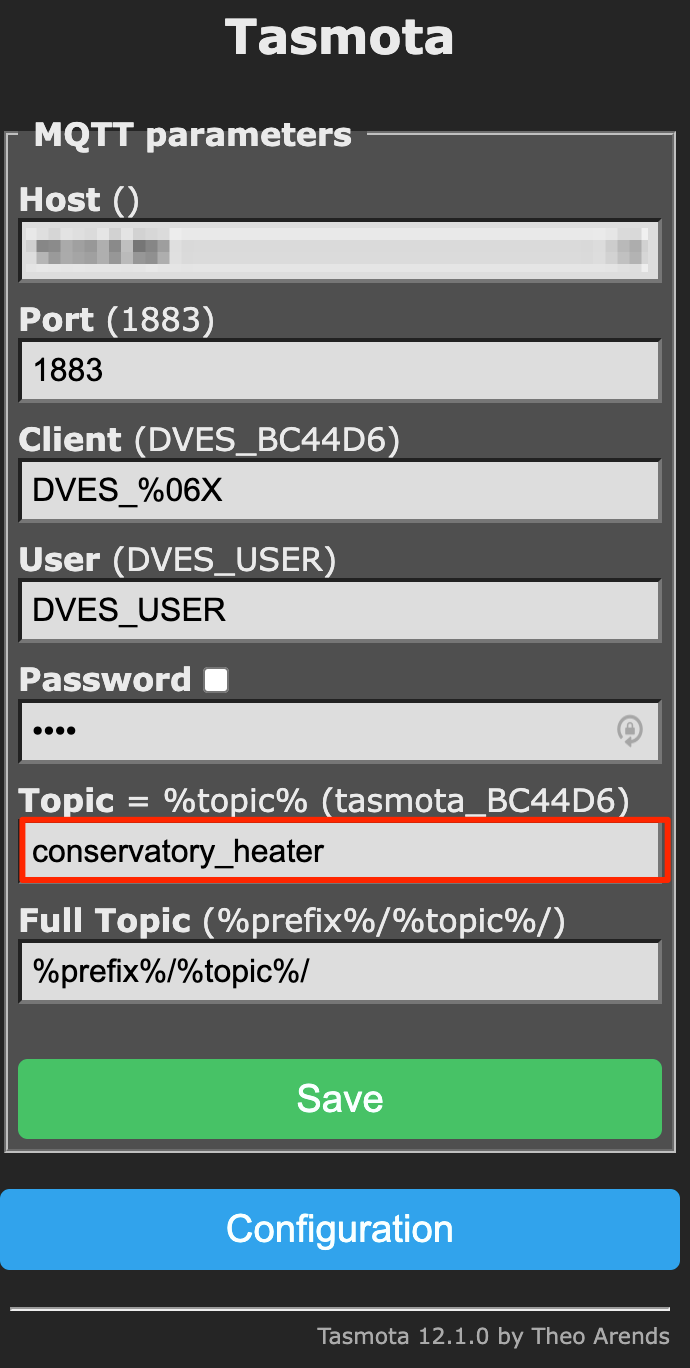 Tasmota
MQTT parameters
Host ()
Port (1883)
1883
Client (DVES_BC44D6)
DVES_%06X
User (DVES_USER)
DVES_USER
Password
••••
Topic = %topic% (tasmota_BC44D6)
conservatory_heater
Full Topic (%prefix%/%topic%/)
%prefix%/%topic%/
Save
Configuration
Tasmota 12.1.0 by Theo Arends